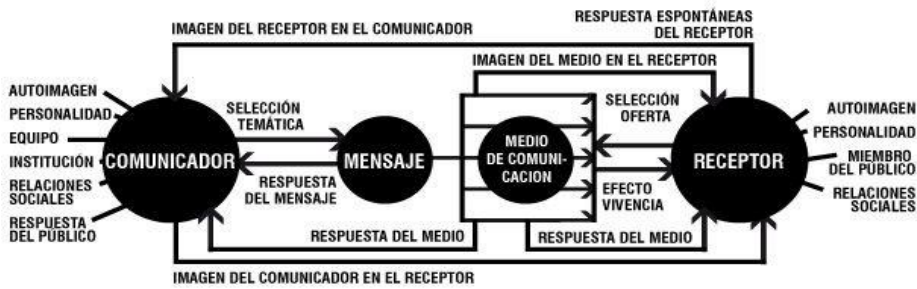 RESPUESTA ESPONTÁNEAS
DEL RECEPTOR
IMAGEN DEL RECEPTOR EN EL COMUNICADOR
IMAGEN DEL MEDIO EN EL RECEPTOR
AUTOIMAGEN
PERSONALIDAD
EQUIPO
INSTITUCIÓN
RELACIONES
SOCIALES
RESPUESTA
DEL PÚBLICO
COMUNICADOR
SELECCIÓN
TEMÁTICA
RESPUESTA
DEL MENSAJE
MENSAJE
MEDIO
DE COMUNI-
CACION
SELECCIÓN
OFERTA
EFECTO
VIVENCIA
RECEPTOR
AUTOIMAGEN
PERSONALIDAD
MIEMBRO
DEL PÚBLICO
RELACIONES
SOCIALES
RESPUESTA DEL MEDIO
RESPUESTA DEL MEDIO
IMAGEN DEL COMUNICADOR EN EL RECEPTOR